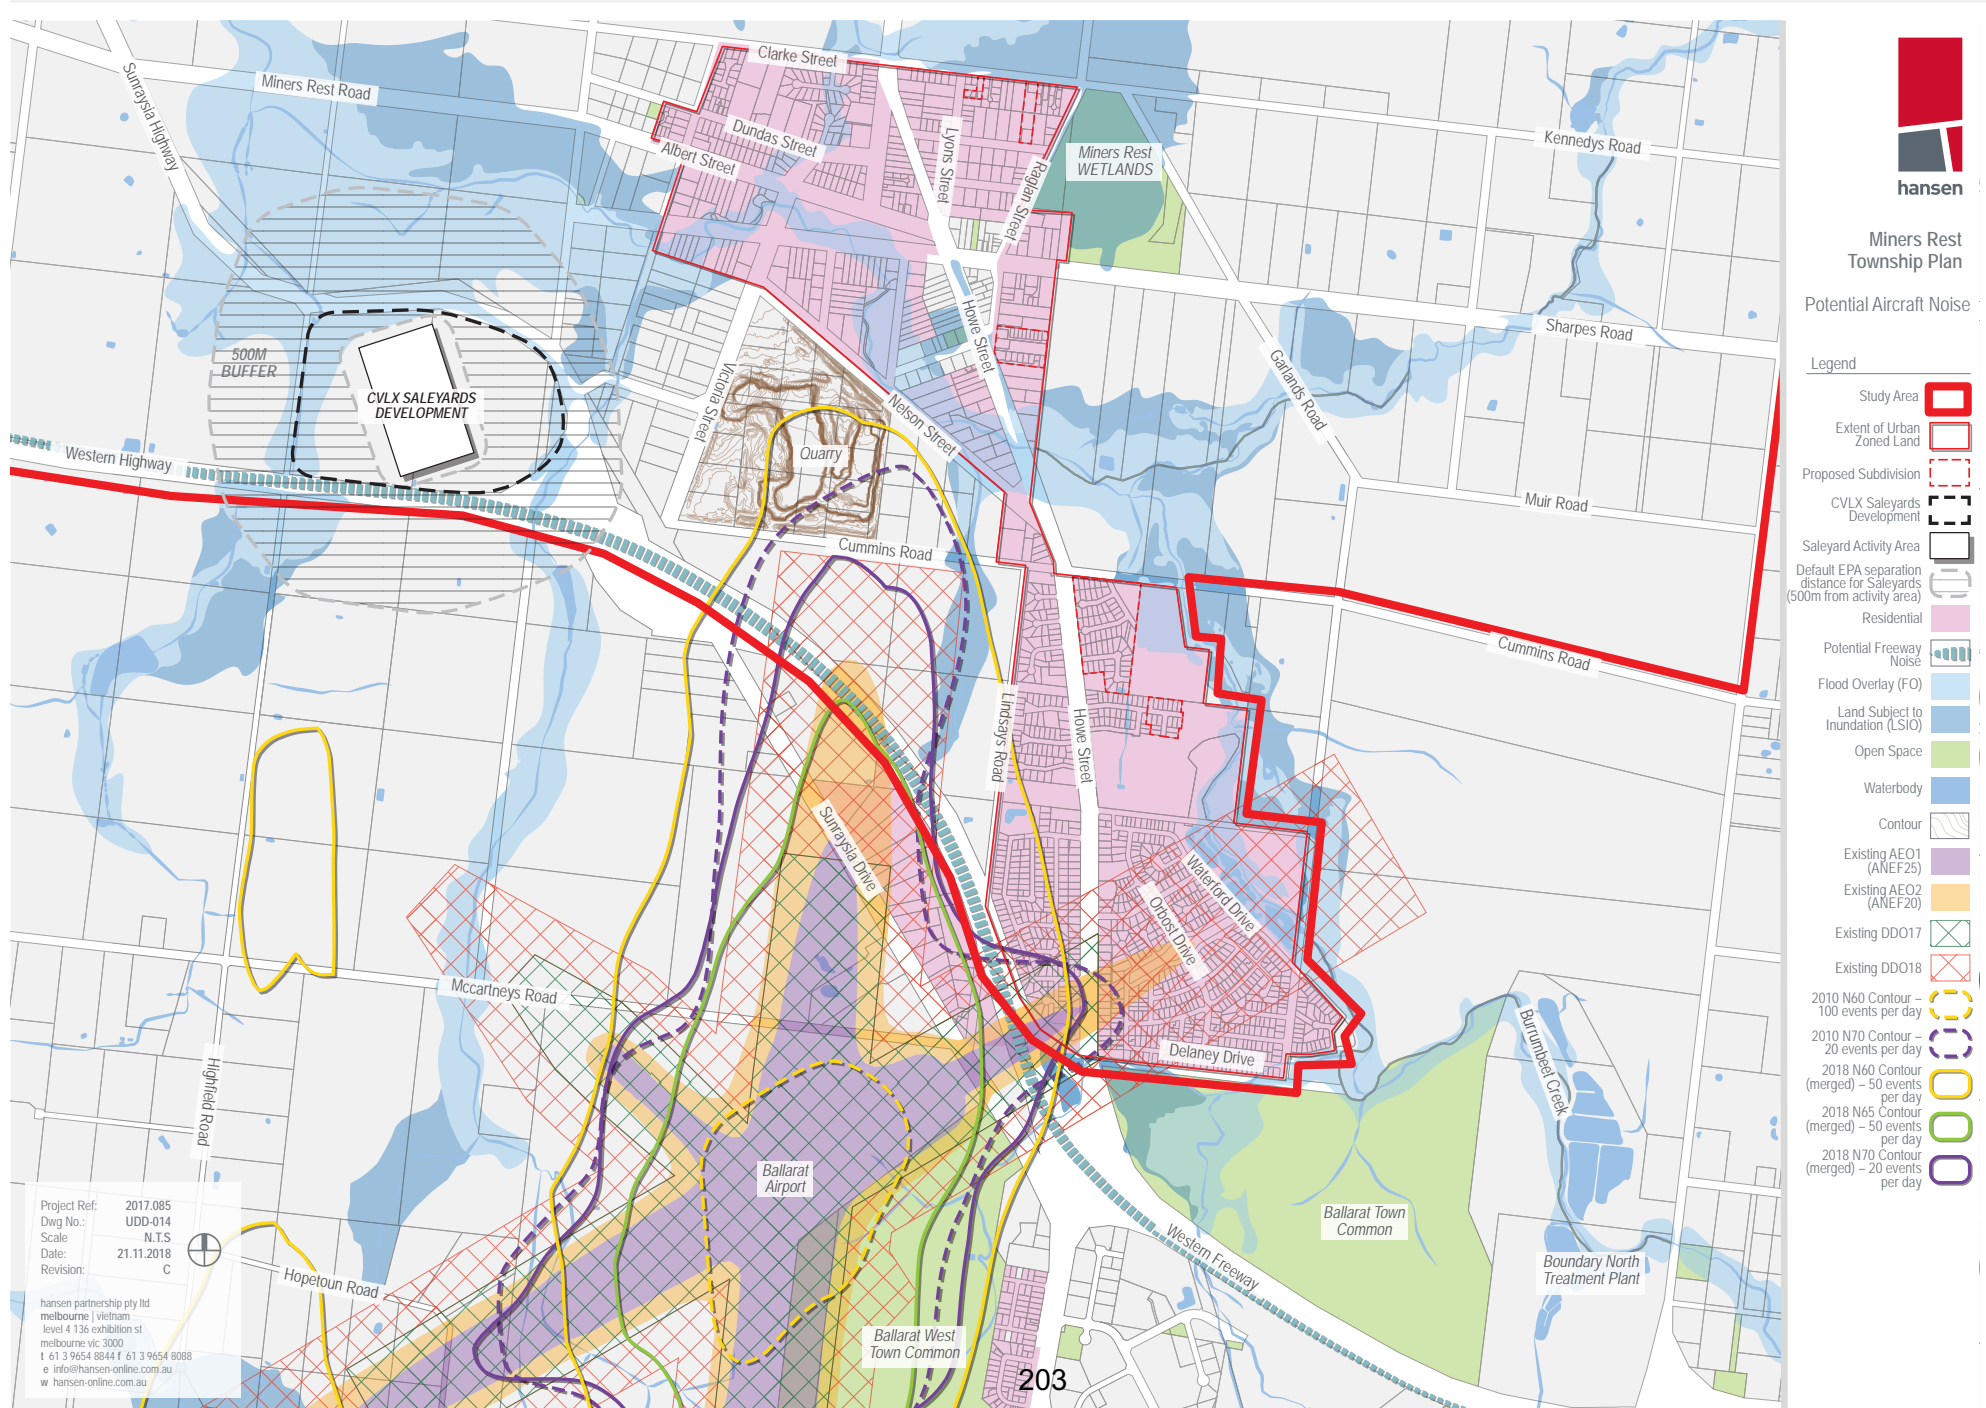 Clarke Street
Sunraysia Highway
Miners Rest Road
Dundas Street
Albert Street
Lyons Street
Raglan Street
Miners Rest
WETLANDS
Kennedys Road
500M
BUFFER
CVLX SALEYARDS
DEVELOPMENT
Howe Street
Sharpes Road
Garlands Road
Victoria Street
Nelson Street
Quarry
Western Highway
Muir Road
Cummins Road
Cummins Road
Lindsays Road
Howe Street
Sunraysia Drive
Waterford Drive
Orbost Drive
Mccartneys Road
Delaney Drive
Burrumbeet Creek
Highfield Road
Ballarat
Airport
Ballarat Town
Common
Western Freeway
Boundary North
Treatment Plant
Hopetoun Road
Ballarat West
Town Common
203
Project Ref: 2017.085
Dwg No.: UDD-014
Scale N.T.S
Date: 21.11.2018
Revision: C
hansen partnership pty ltd
melbourne | vietnam
level 4 136 exhibition st
melbourne vic 3000
t 61 3 9654 8844 f 61 3 9654 8088
e info@hansen-online.com.au
w hansen-online.com.au
hansen
Miners Rest
Township Plan
Potential Aircraft Noise
Legend
Study Area
Extent of Urban
Zoned Land
Proposed Subdivision
CVLX Saleyards
Development
Saleyard Activity Area
Default EPA separation
distance for Saleyards
(500m from activity area)
Residential
Potential Freeway
Noise
Flood Overlay (FO)
Land Subject to
Inundation (LSIO)
Open Space
Waterbody
Contour
Existing AEO1
(ANEF25)
Existing AEO2
(ANEF20)
Existing DDO17
Existing DDO18
2010 N60 Contour –
100 events per day
2010 N70 Contour –
20 events per day
2018 N60 Contour
(merged) – 50 events
per day
2018 N65 Contour
(merged) – 50 events
per day
2018 N70 Contour
(merged) – 20 events
per day